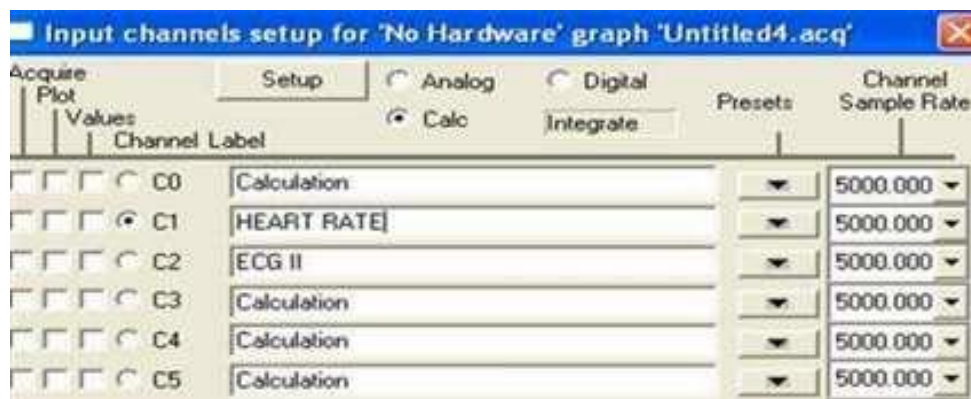 Input channels setup for 'No Hardware' graph 'Untitled4.acq'
Acquire
Plot
Values
Channel Label
Setup
Analog
Digital
Calc
Integrate
Presets
Channel
Sample Rate
C0 Calculation 5000.000
C1 HEART RATE 5000.000
C2 ECG II 5000.000
C3 Calculation 5000.000
C4 Calculation 5000.000
C5 Calculation 5000.000